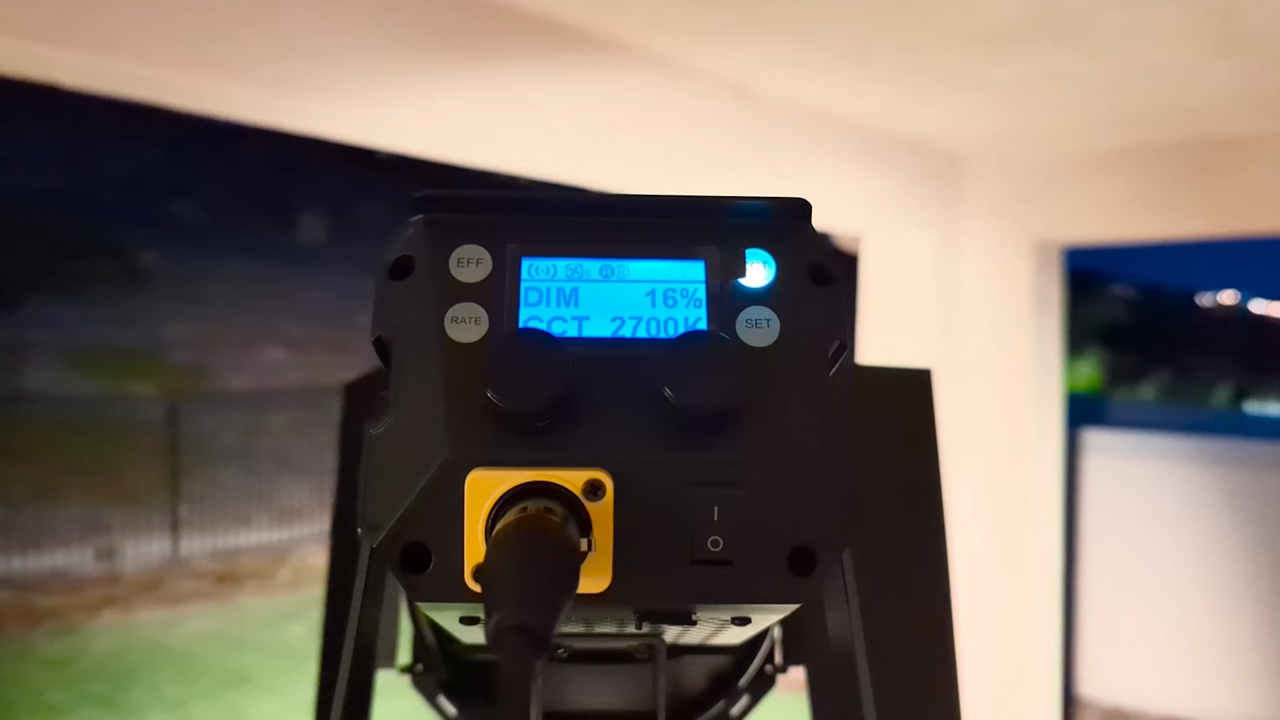 EFF
RATE
DIM 16%
CCT 2700K
SET
I
O